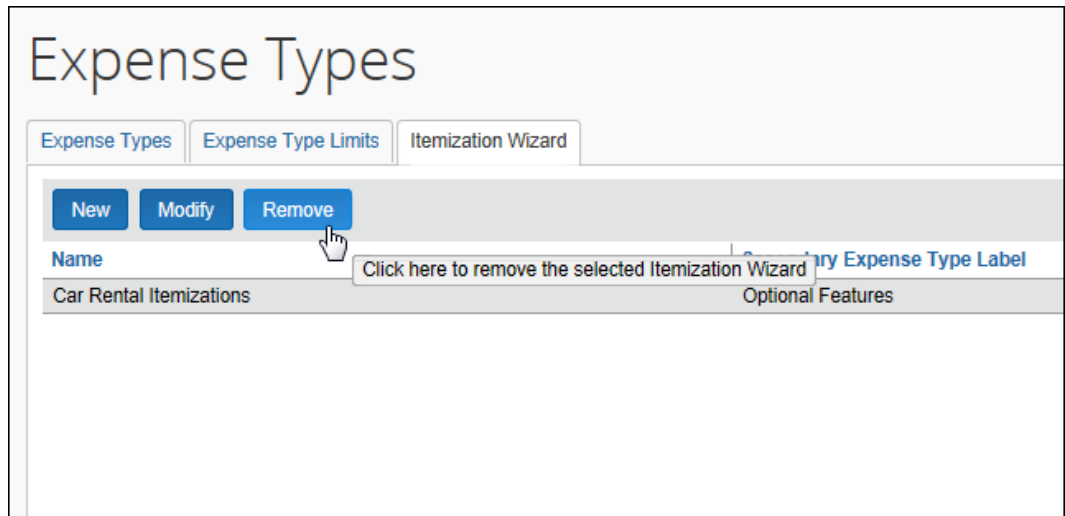 Expense Types
Expense Types Expense Type Limits Itemization Wizard
New Modify Remove
Name Expense Type Label
Click here to remove the selected Itemization Wizard
Car Rental Itemizations Optional Features